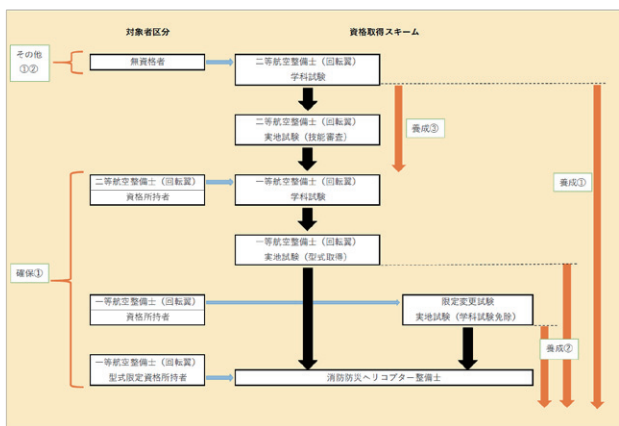 対象者区分
資格取得スキーム
その他
①②
無資格者
二等航空整備士（回転翼）
学科試験
二等航空整備士（回転翼）
実地試験（技能審査）
養成③
養成①
二等航空整備士（回転翼）
資格所持者
一等航空整備士（回転翼）
学科試験
一等航空整備士（回転翼）
実地試験（型式取得）
確保①
一等航空整備士（回転翼）
資格所持者
限定変更試験
実地試験（学科試験免除）
養成②
一等航空整備士（回転翼）
型式限定資格所持者
消防防災ヘリコプター整備士